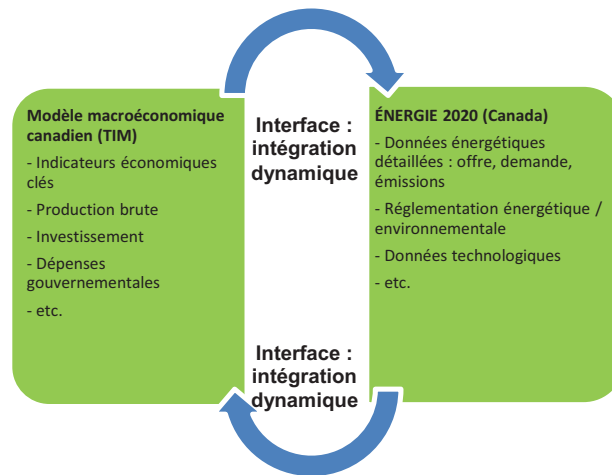 Modèle macroéconomique
canadien (TIM)
- Indicateurs économiques
clés
- Production brute
- Investissement
- Dépenses
gouvernementales
- etc.
Interface :
intégration
dynamique
ÉNERGIE 2020 (Canada)
- Données énergétiques
détaillées : offre, demande,
émissions
- Réglementation énergétique /
environnementale
- Données technologiques
- etc.
Interface :
intégration
dynamique